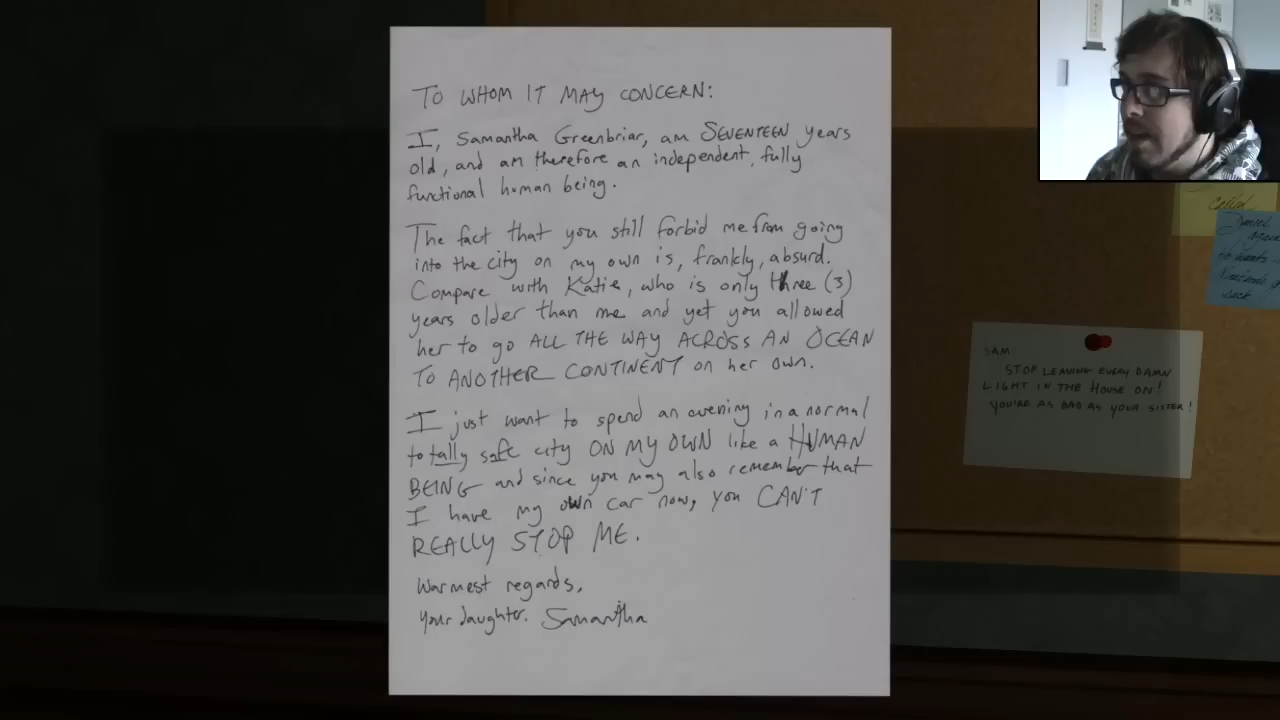 TO WHOM IT MAY CONCERN:
I, Samantha Greenbriar, am SEVENTEEN years
old, and am therefore an independent, fully
functional human being.
The fact that you still forbid me from going
into the city on my own is, frankly, absurd.
Compare with Katie, who is only three (3)
years older than me and yet you allowed
her to go ALL THE WAY ACROSS AN OCEAN
TO ANOTHER CONTINENT on her own.
I just want to spend an evening in a normal
totally safe city ON MY OWN like a HUMAN
BEING and since you may also remember that
I have my own car now, you CAN'T
REALLY STOP ME.
Warmest regards,
Your daughter. Samantha
called
Daniel
again
to
SAM
STOP LEAVING EVERY DAMN
LIGHT IN THE HOUSE ON!
YOU'RE AS BAD AS YOUR SISTER!